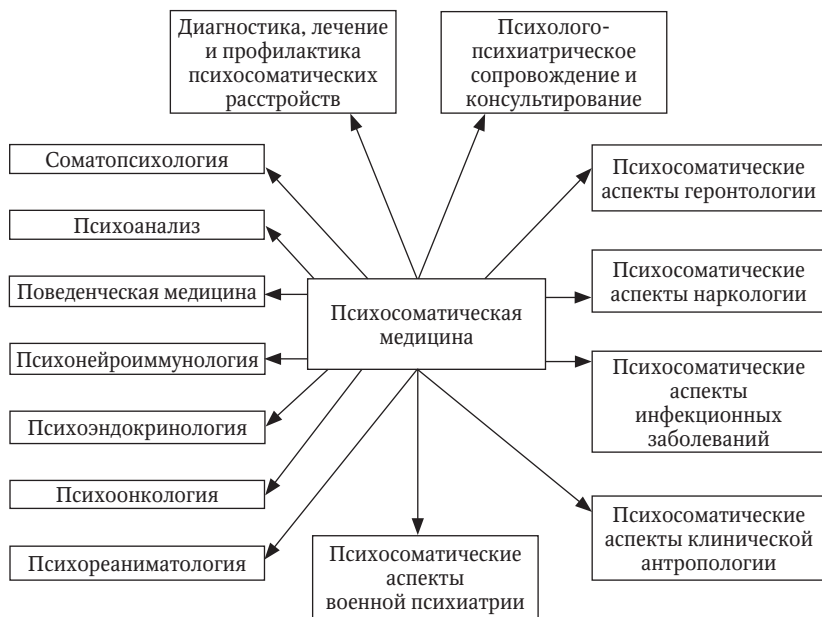 Диагностика, лечение
и профилактика
психосоматических
расстройств
Психолого-
психиатрическое
сопровождение и
консультирование
Соматопсихология
Психоанализ
Поведенческая медицина
Психонейроиммунология
Психоэндокринология
Психоонкология
Психореаниматология
Психосоматическая
медицина
Психосоматические
аспекты геронтологии
Психосоматические
аспекты наркологии
Психосоматические
аспекты
инфекционных
заболеваний
Психосоматические
аспекты клинической
антропологии
Психосоматические
аспекты
военной психиатрии